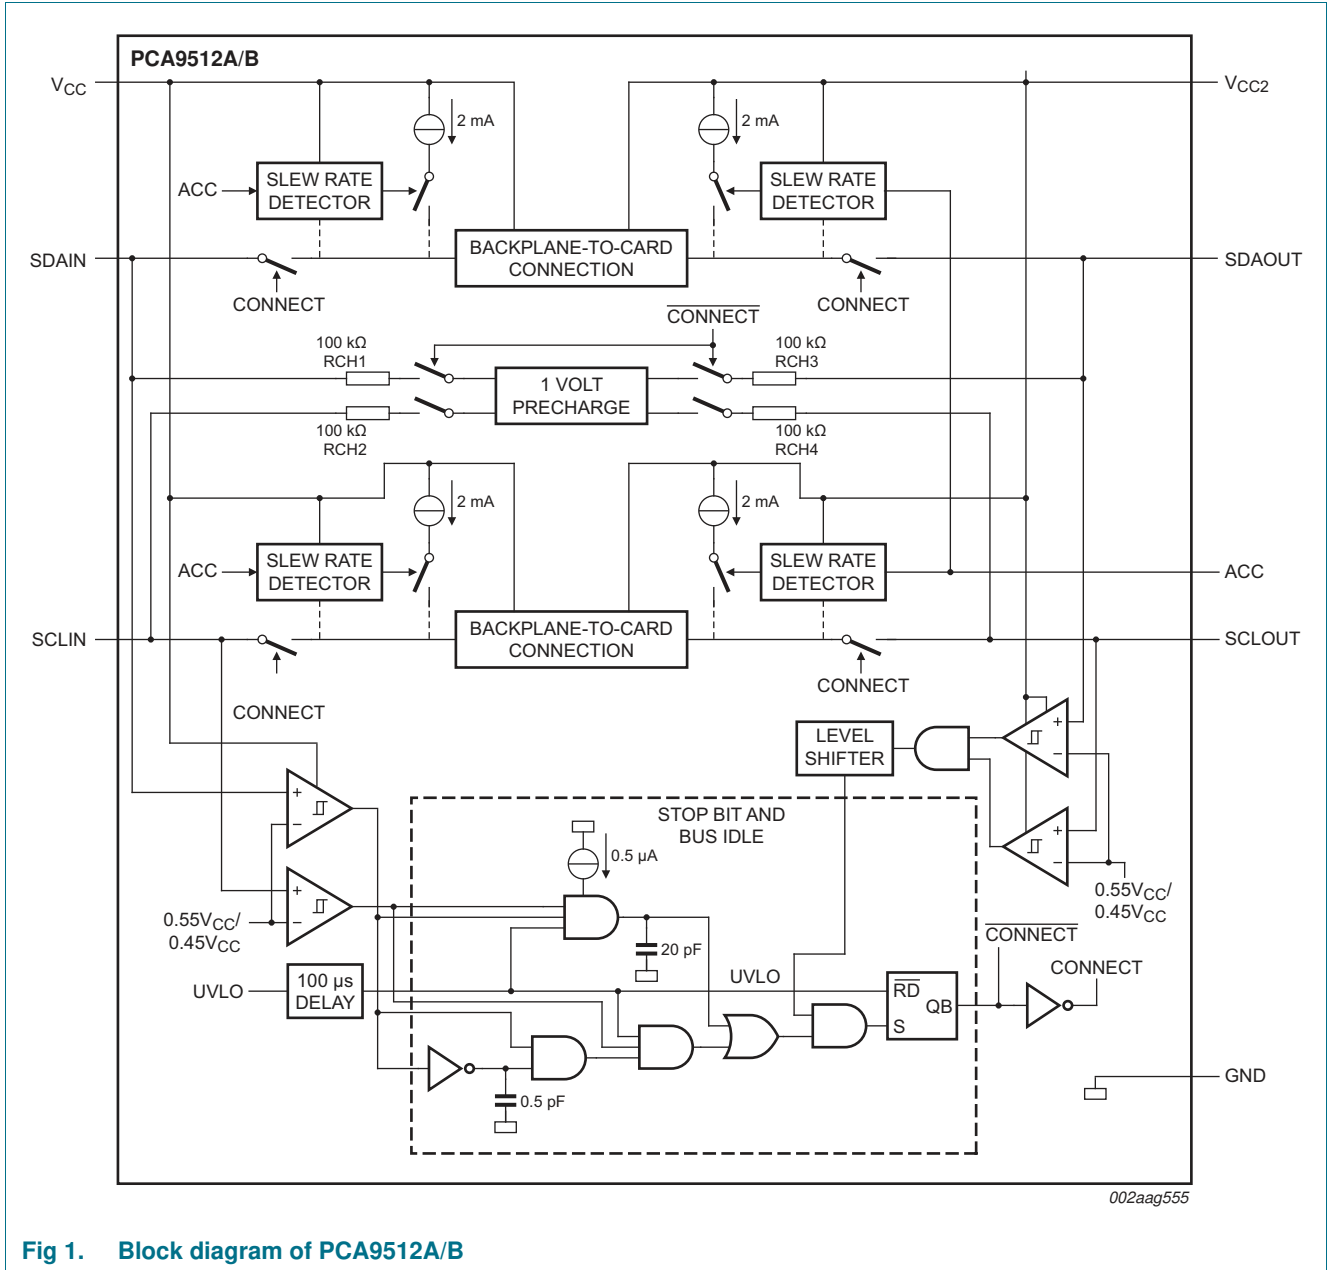 PCA9512A/B
VCC
VCC2
2 mA
2 mA
ACC
SLEW RATE
DETECTOR
SLEW RATE
DETECTOR
SDAIN
BACKPLANE-TO-CARD
CONNECTION
SDAOUT
CONNECT
CONNECT
CONNECT
100 kΩ
RCH1
100 kΩ
RCH3
1 VOLT
PRECHARGE
100 kΩ
RCH2
100 kΩ
RCH4
2 mA
2 mA
ACC
SLEW RATE
DETECTOR
SLEW RATE
DETECTOR
ACC
SCLIN
BACKPLANE-TO-CARD
CONNECTION
SCLOUT
CONNECT
CONNECT
LEVEL
SHIFTER
+
−
+
−
STOP BIT AND
BUS IDLE
0.5 μA
+
−
+
−
0.55VCC/
0.45VCC
0.55VCC/
0.45VCC
20 pF
CONNECT
CONNECT
UVLO
100 μs
DELAY
UVLO
RD
QB
S
0.5 pF
GND
002aag555
Fig 1. Block diagram of PCA9512A/B